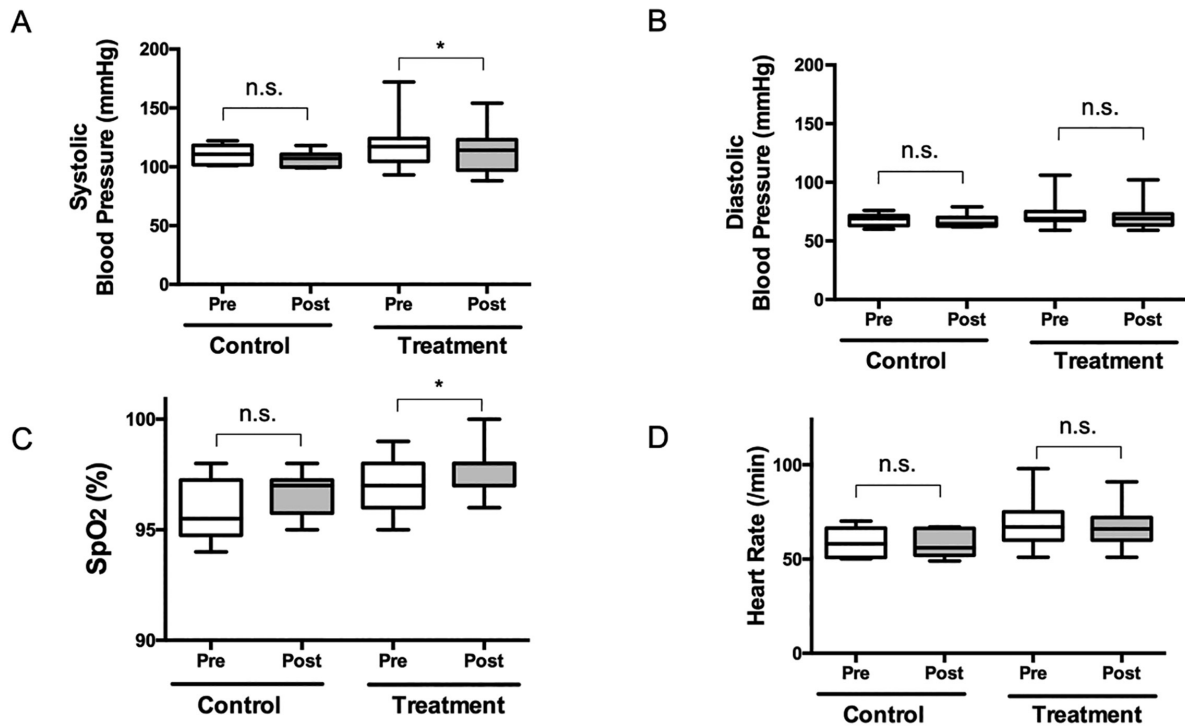 A
Systolic
Blood Pressure (mmHg)
200
150
100
50
0
n.s.
*
Pre
Post
Pre
Post
Control
Treatment
B
Diastolic
Blood Pressure (mmHg)
200
150
100
50
0
n.s.
n.s.
Pre
Post
Pre
Post
Control
Treatment
C
SpO2 (%)
100
95
90
n.s.
*
Pre
Post
Pre
Post
Control
Treatment
D
Heart Rate (/min)
100
50
0
n.s.
n.s.
Pre
Post
Pre
Post
Control
Treatment